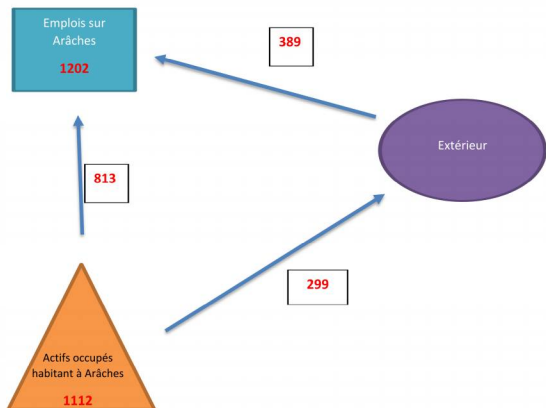 Emplois sur
Arâches
1202
389
Extérieur
813
299
Actifs occupés
habitant à Arâches
1112